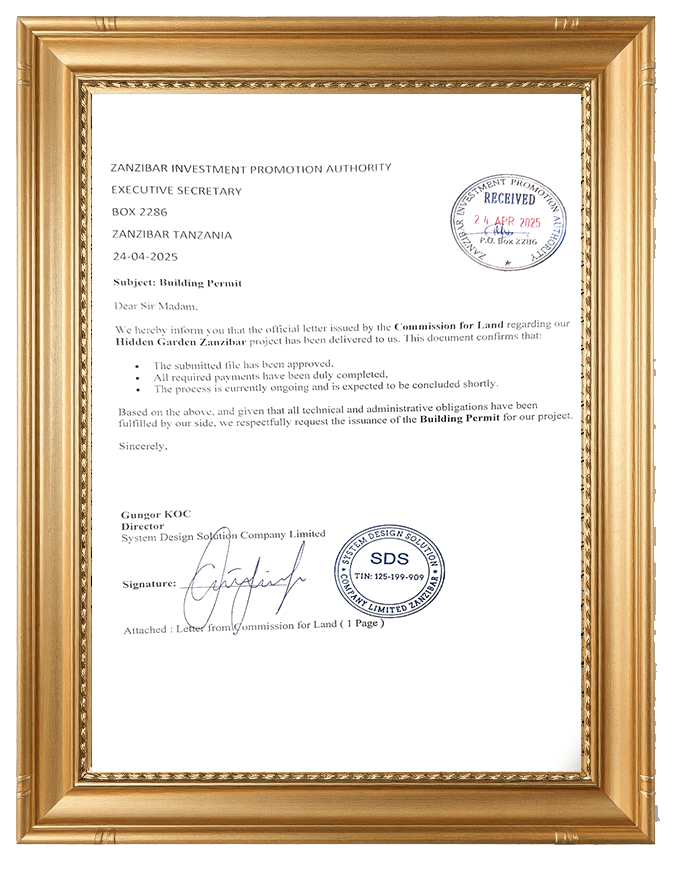 ZANZIBAR INVESTMENT PROMOTION AUTHORITY
EXECUTIVE SECRETARY
BOX 2286
ZANZIBAR TANZANIA
24-04-2025
ZANZIBAR INVESTMENT PROMOTION AUTHORITY
RECEIVED
24 APR 2025
P.O. Box 2286
Subject: Building Permit
Dear Sir Madam,
We hereby inform you that the official letter issued by the Commission for Land regarding our
Hidden Garden Zanzibar project has been delivered to us. This document confirms that:
• The submitted file has been approved,
• All required payments have been duly completed,
• The process is currently ongoing and is expected to be concluded shortly.
Based on the above, and given that all technical and administrative obligations have been
fulfilled by our side, we respectfully request the issuance of the Building Permit for our project.
Sincerely,
Gungor KOC
Director
System Design Solution Company Limited
Signature:
SYSTEM DESIGN SOLUTION
SDS
TIN: 125-199-909
COMPANY LIMITED ZANZIBAR
Attached : Letter from Commission for Land ( 1 Page )